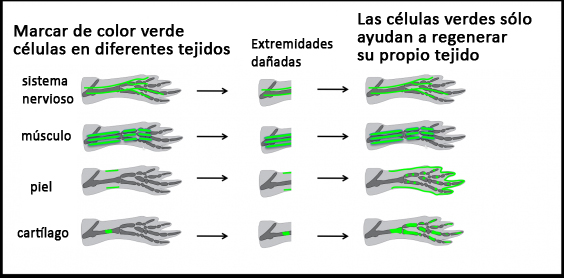 Marcar de color verde
células en diferentes tejidos
Extremidades
dañadas
Las células verdes sólo
ayudan a regenerar
su propio tejido
sistema
nervioso
músculo
piel
cartílago